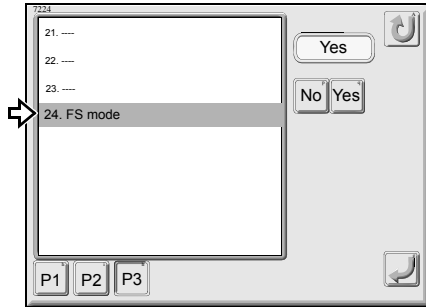 7224
21. ----
22. ----
23. ----
24. FS mode
Yes
No Yes
P1 P2 P3